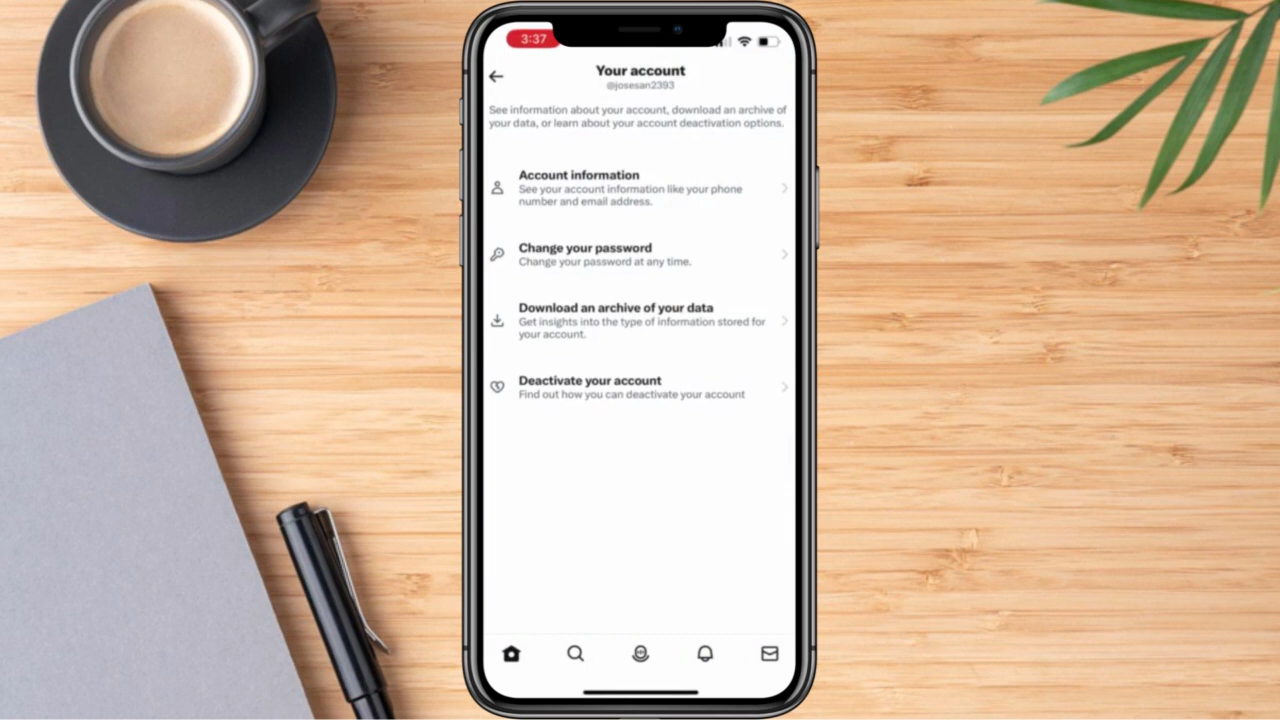 3:37
Your account
@josesan2393
See information about your account, download an archive of
your data, or learn about your account deactivation options.
Account information
See your account information like your phone
number and email address.
Change your password
Change your password at any time.
Download an archive of your data
Get insights into the type of information stored for
your account.
Deactivate your account
Find out how you can deactivate your account